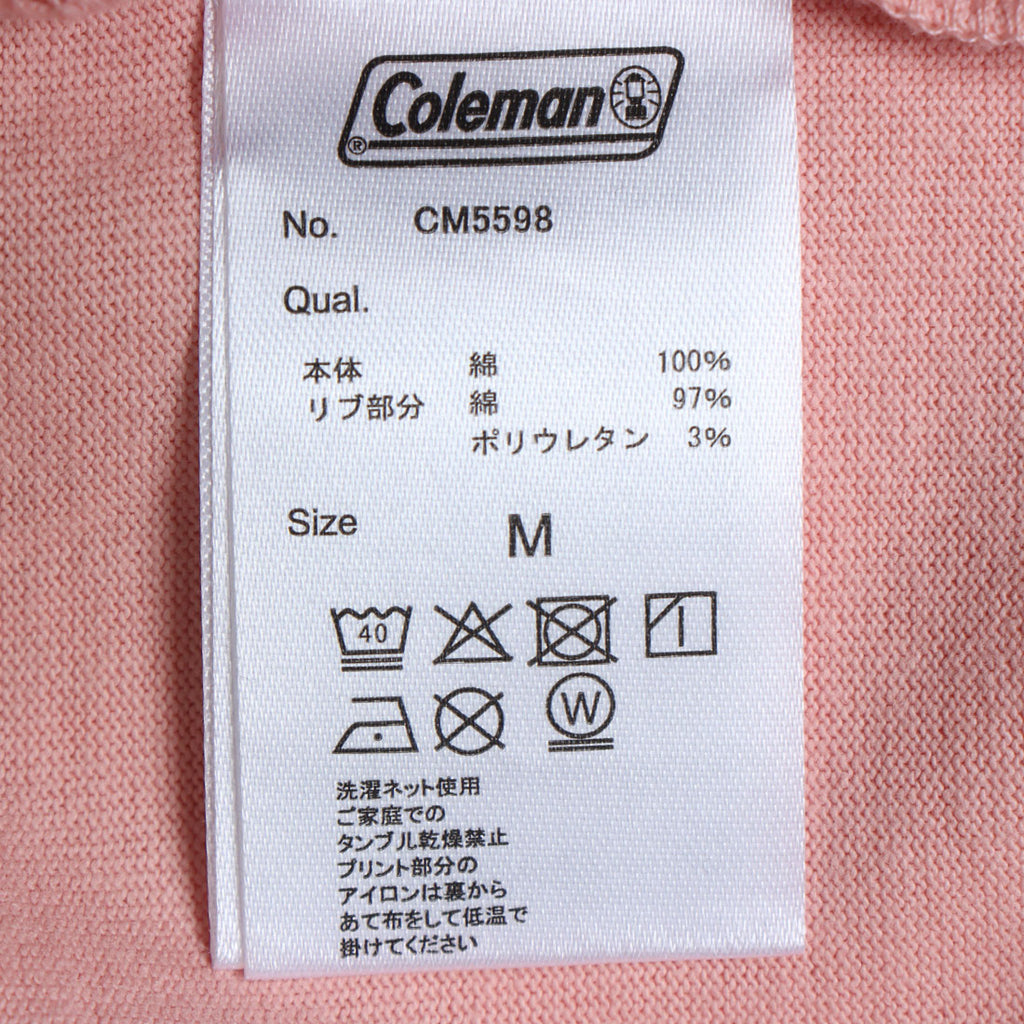 Coleman
®
No. CM5598
Qual.
本体 綿 100%
リブ部分 綿 97%
ポリウレタン 3%
Size M
40
W
洗濯ネット使用
ご家庭での
タンブル乾燥禁止
プリント部分の
アイロンは裏から
あて布をして低温で
掛けてください